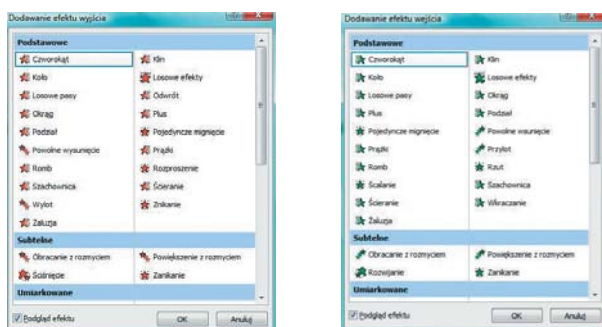 Dodawanie efektu wyjścia
Podstawowe
Czworokąt Klin
Koło Losowe efekty
Losowe pasy Odwrót
Okrąg Plus
Podział Pojedyncze mignięcie
Powolne wysunięcie Prążki
Romb Rozproszenie
Szachownica Ścieranie
Wylot Znikanie
Żaluzja
Subtelne
Obracanie z rozmyciem Powiększenie z rozmyciem
Ściśnięcie Zanikanie
Umiarkowane
Podgląd efektu OK Anuluj
Dodawanie efektu wejścia
Podstawowe
Czworokąt Klin
Koło Losowe efekty
Losowe pasy Okrąg
Plus Podział
Pojedyncze mignięcie Powolne wsunięcie
Prążki Przylot
Romb Rzut
Scalanie Szachownica
Ścieranie Wkraczanie
Żaluzja
Subtelne
Obracanie z rozmyciem Powiększenie z rozmyciem
Rozwijanie Zanikanie
Umiarkowane
Podgląd efektu OK Anuluj